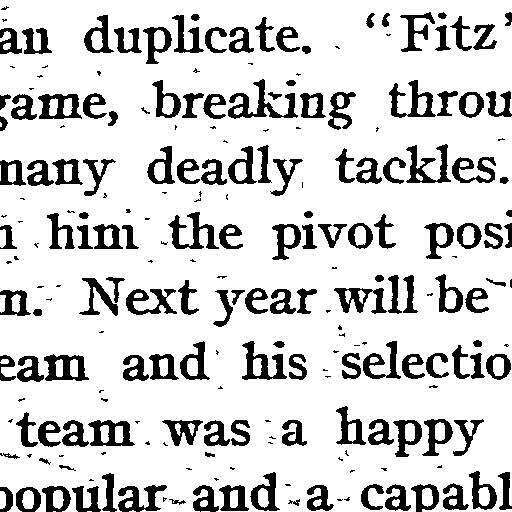 an duplicate. "Fitz'
game, breaking throu
many deadly tackles.
him the pivot posi
n. Next year will be
eam and his selectio
team was a happy
popular and a capabl